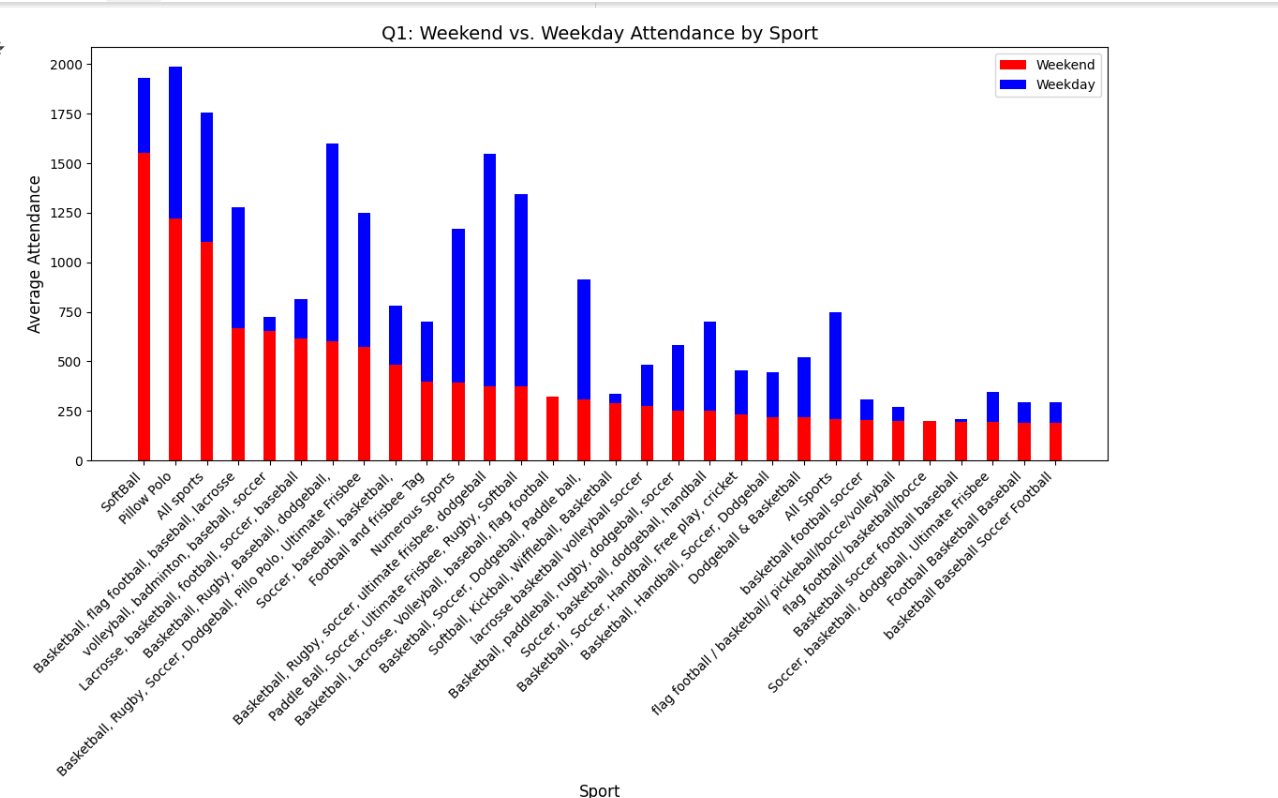 Q1: Weekend vs. Weekday Attendance by Sport
Weekend
Weekday
Average Attendance
2000
1750
1500
1250
1000
750
500
250
0
SoftBall
Pillow Polo
All sports
Basketball, flag football, baseball, lacrosse
volleyball, badminton, baseball, soccer
Lacrosse, basketball, football, soccer, baseball
Basketball, Rugby, Baseball, dodgeball,
Basketball, Rugby, Soccer, Dodgeball, Pillo Polo, Ultimate Frisbee
Soccer, baseball, basketball,
Football and frisbee Tag
Numerous Sports
Basketball, Rugby, soccer, ultimate frisbee, dodgeball
Paddle Ball, Soccer, Ultimate Frisbee, Rugby, Softball
Basketball, Lacrosse, Volleyball, baseball, flag football
Basketball, Soccer, Dodgeball, Paddle ball,
Softball, Kickball, Wiffleball, Basketball
lacrosse basketball volleyball soccer
Basketball, paddleball, rugby, dodgeball, soccer
Soccer, basketball, dodgeball, handball
Basketball, Soccer, Handball, Free play, cricket
Basketball, Handball, Soccer, Dodgeball
Dodgeball & Basketball
All Sports
basketball football soccer
flag football / basketball/ pickleball/bocce/volleyball
flag football/ basketball/bocce
Basketball soccer football baseball
Soccer, basketball, dodgeball, Ultimate Frisbee
Football Basketball Baseball
basketball Baseball Soccer Football
Sport